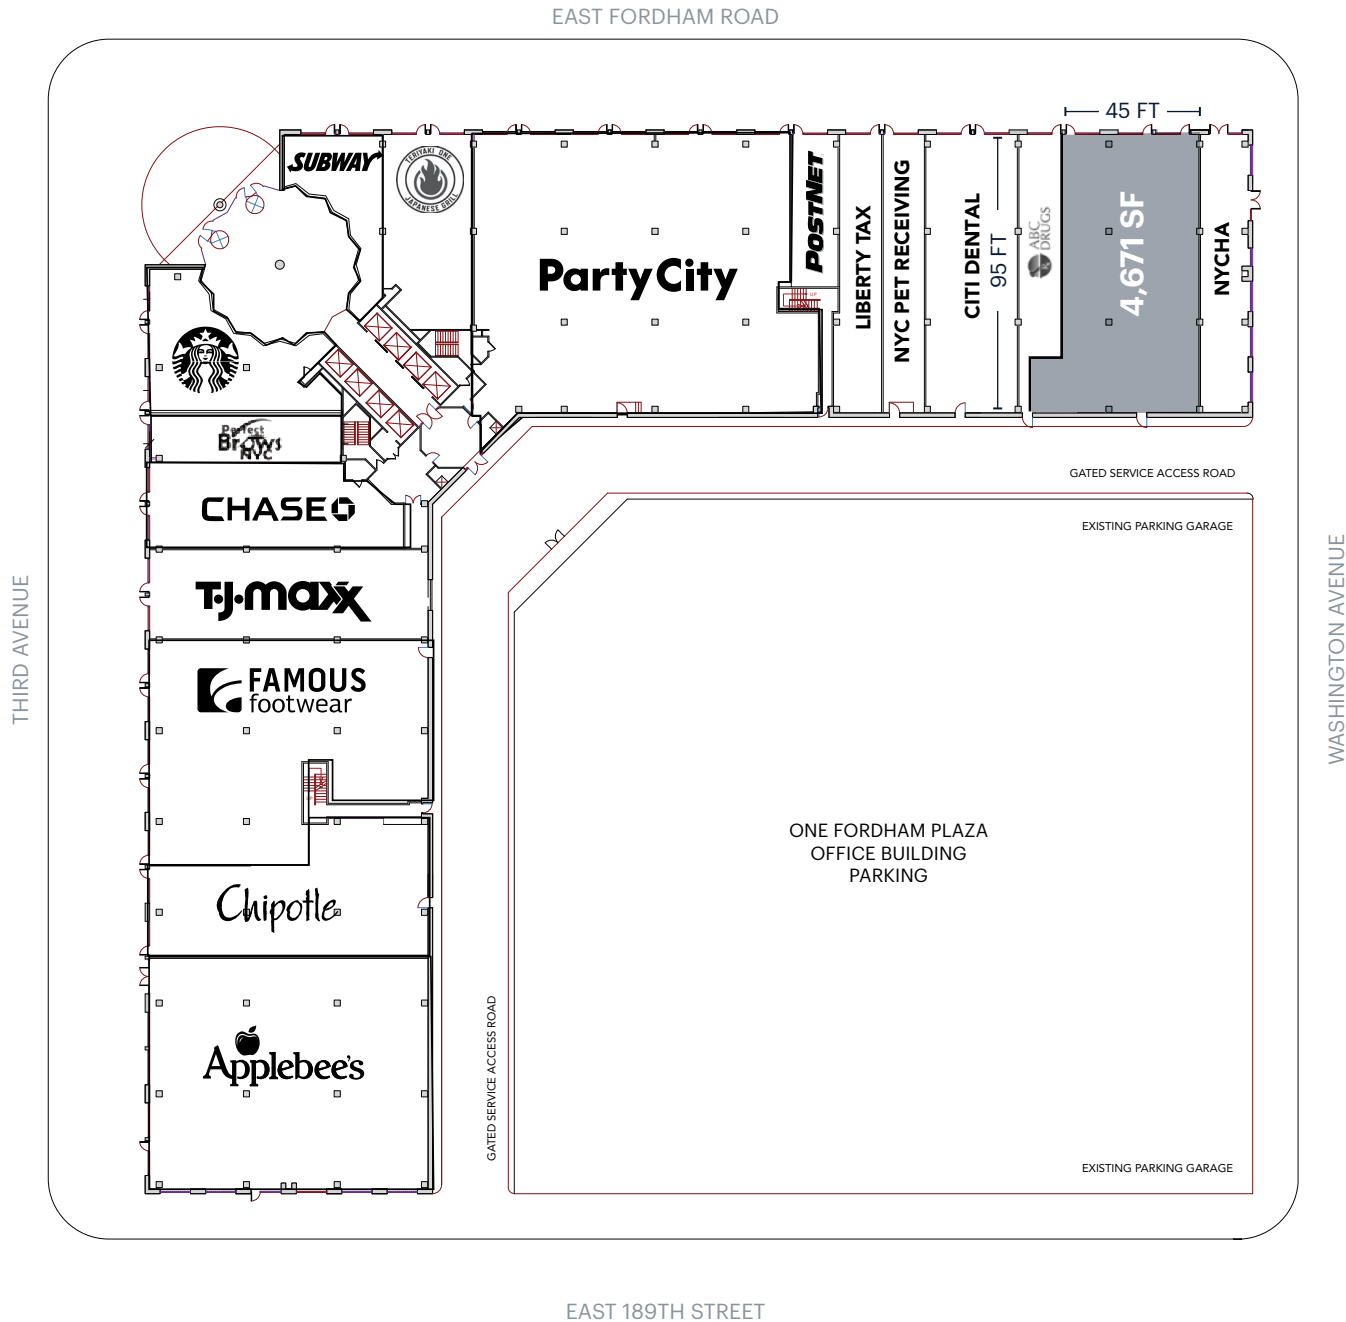 EAST FORDHAM ROAD
45 FT
SUBWAY
TERIYAKI ONE
JAPANESE GRILL
Party City
UP
POSTNET
LIBERTY TAX
NYC PET RECEIVING
CITI DENTAL
95 FT
ABC
DRUGS
4,671 SF
NYCHA
Perfect
Brows
NYC
CHASE
T·J·maxx
FAMOUS
footwear
Chipotle
Applebee's
GATED SERVICE ACCESS ROAD
EXISTING PARKING GARAGE
THIRD AVENUE
WASHINGTON AVENUE
ONE FORDHAM PLAZA
OFFICE BUILDING
PARKING
GATED SERVICE ACCESS ROAD
EXISTING PARKING GARAGE
EAST 189TH STREET